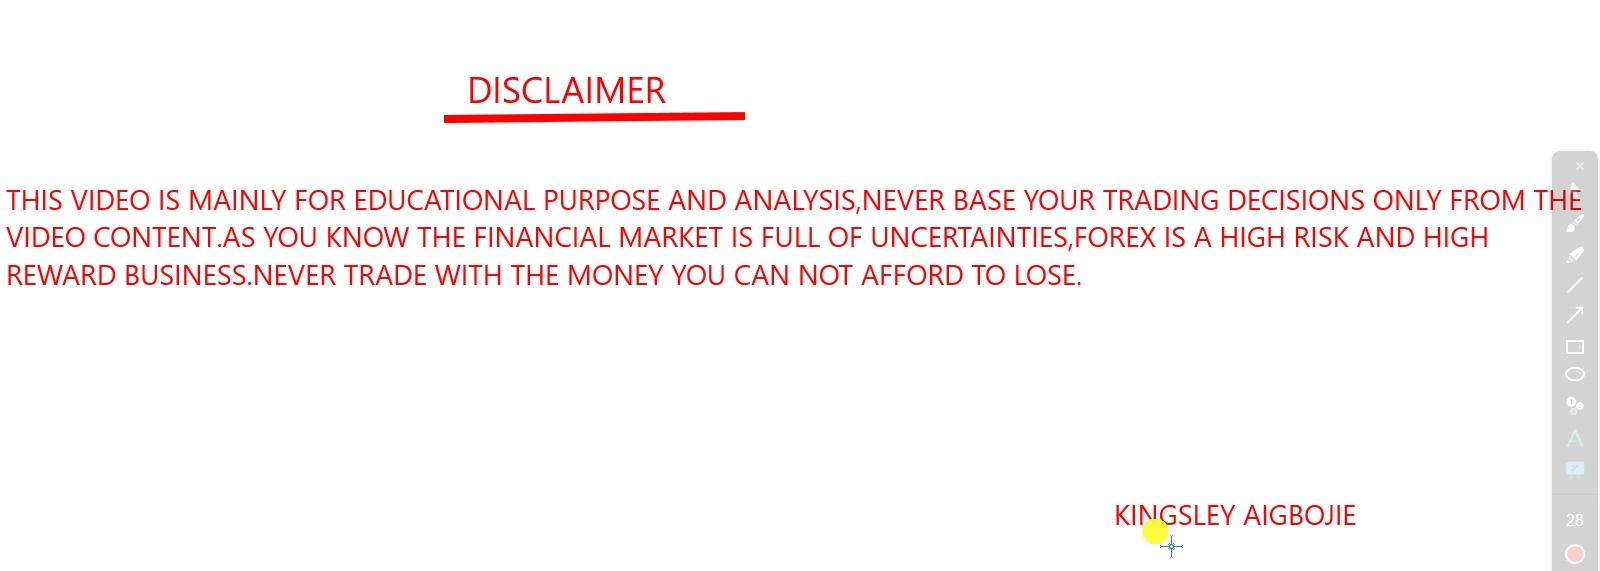 DISCLAIMER
THIS VIDEO IS MAINLY FOR EDUCATIONAL PURPOSE AND ANALYSIS,NEVER BASE YOUR TRADING DECISIONS ONLY FROM THE
VIDEO CONTENT.AS YOU KNOW THE FINANCIAL MARKET IS FULL OF UNCERTAINTIES,FOREX IS A HIGH RISK AND HIGH
REWARD BUSINESS.NEVER TRADE WITH THE MONEY YOU CAN NOT AFFORD TO LOSE.
KINGSLEY AIGBOJIE
A
28